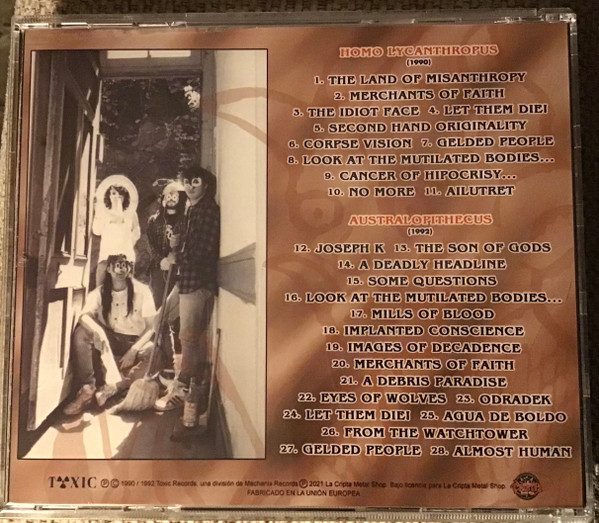 HOMO LYCANTHROPUS
(1990)
1. THE LAND OF MISANTHROPY
2. MERCHANTS OF FAITH
3. THE IDIOT FACE 4. LET THEM DIE!
5. SECOND HAND ORIGINALITY
6. CORPSE VISION 7. GELDED PEOPLE
8. LOOK AT THE MUTILATED BODIES...
9. CANCER OF HIPOCRISY...
10. NO MORE 11. AILUTRET
AUSTRALOPITHECUS
(1992)
12. JOSEPH K 13. THE SON OF GODS
14. A DEADLY HEADLINE
15. SOME QUESTIONS
16. LOOK AT THE MUTILATED BODIES...
17. MILLS OF BLOOD
18. IMPLANTED CONSCIENCE
19. IMAGES OF DECADENCE
20. MERCHANTS OF FAITH
21. A DEBRIS PARADISE
22. EYES OF WOLVES 23. ODRADEK
24. LET THEM DIE! 25. AGUA DE BOLDO
26. FROM THE WATCHTOWER
27. GELDED PEOPLE 28. ALMOST HUMAN
TOXIC Ⓟ © 1990 / 1992 Toxic Records, una división de Mechania Records Ⓟ 2021 La Cripta Metal Shop. Bajo licencia para La Cripta Metal Shop.
FABRICADO EN LA UNIÓN EUROPEA